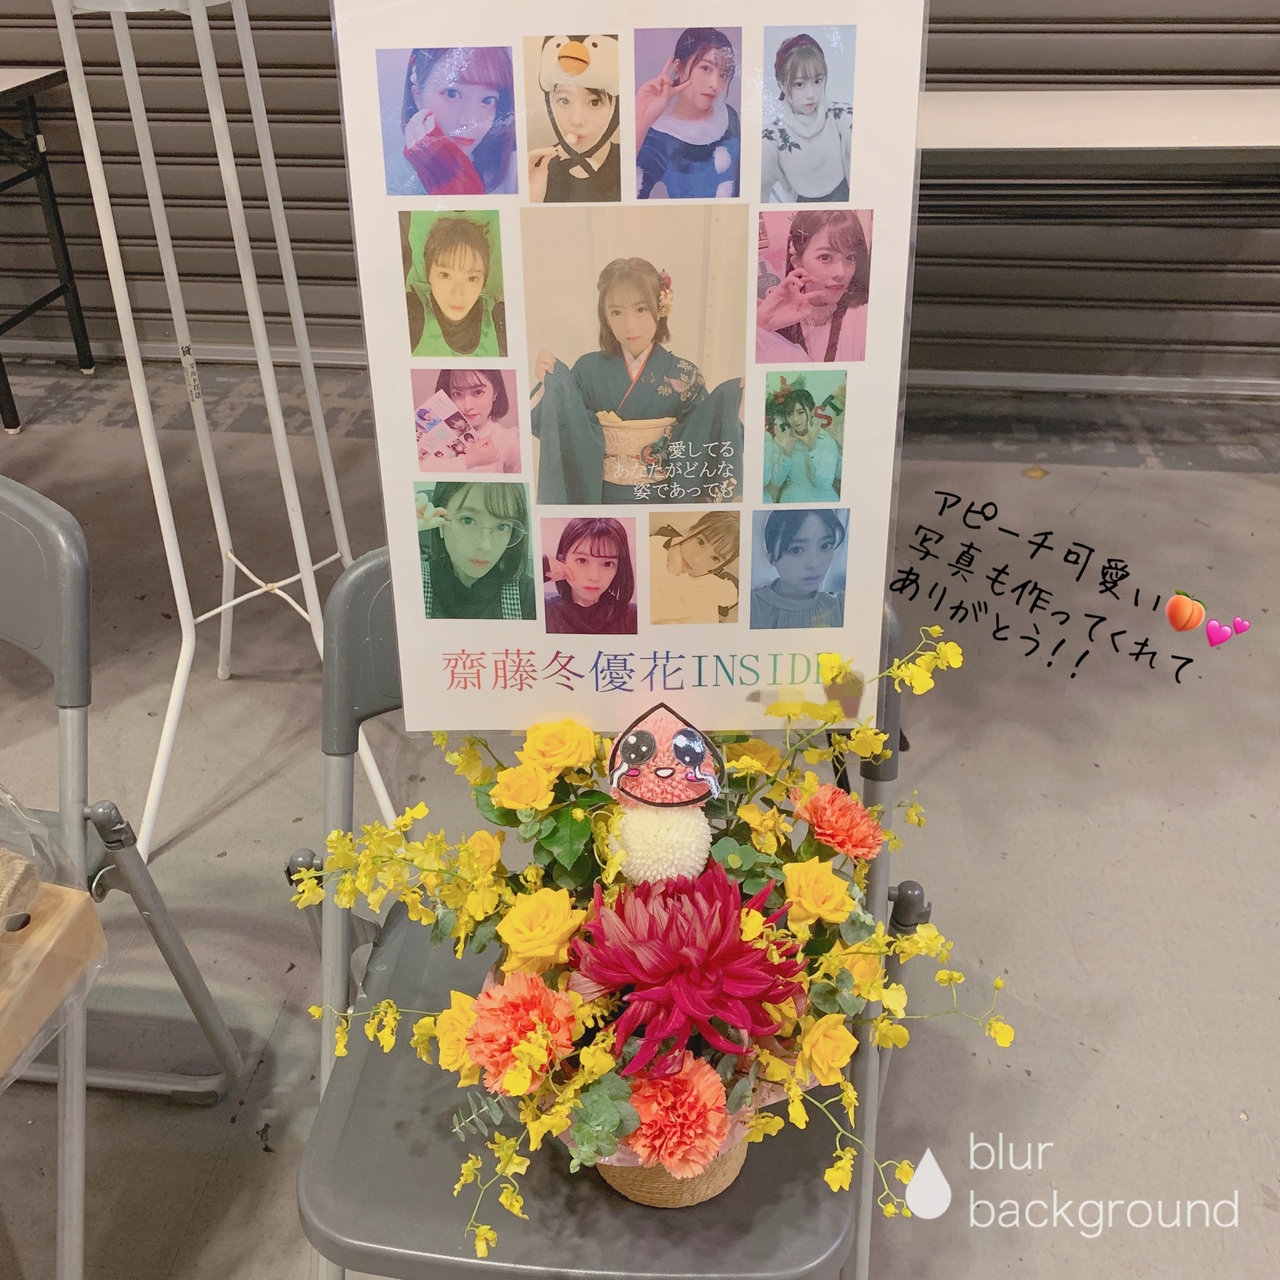 愛してる
あなたがどんな
姿であっても
齋藤冬優花INSIDE
アピーチ可愛い🍑💕
写真も作ってくれて
ありがとう!!
blur
background